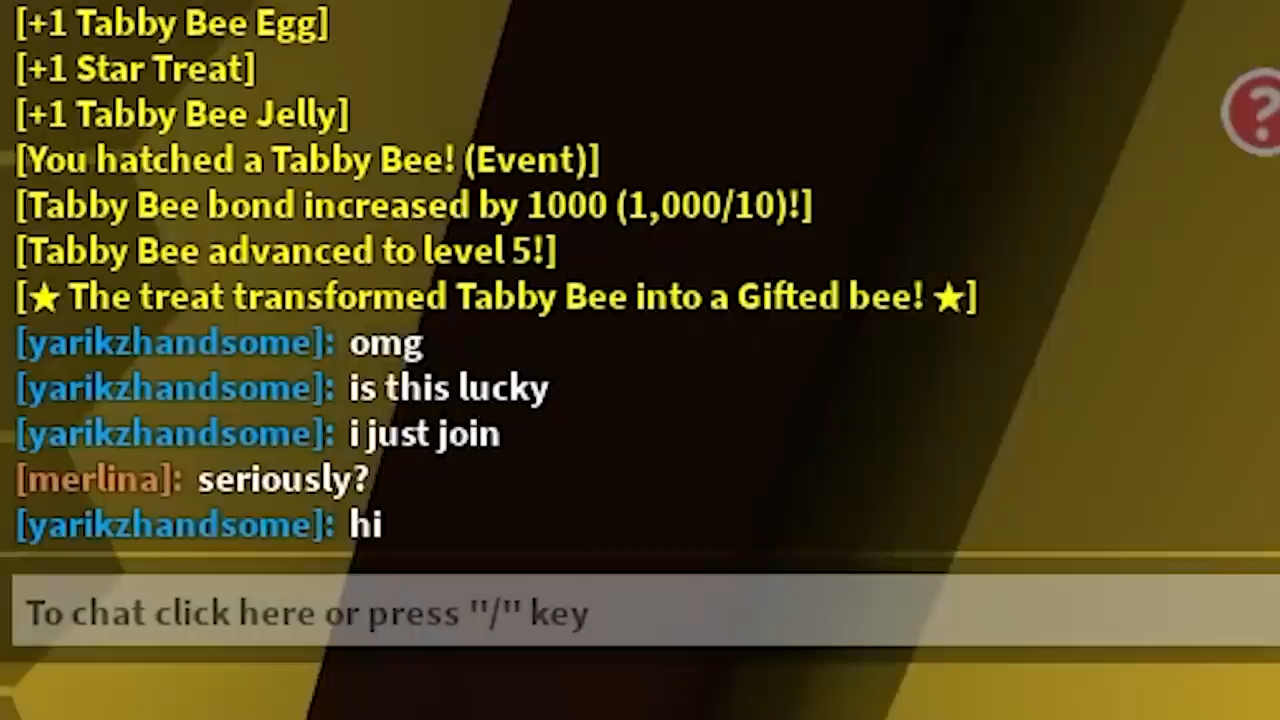 [+1 Tabby Bee Egg]
[+1 Star Treat]
[+1 Tabby Bee Jelly]
[You hatched a Tabby Bee! (Event)]
[Tabby Bee bond increased by 1000 (1,000/10)!]
[Tabby Bee advanced to level 5!]
[★ The treat transformed Tabby Bee into a Gifted bee! ★]
[yarikzhandsome]: omg
[yarikzhandsome]: is this lucky
[yarikzhandsome]: i just join
[merlina]: seriously?
[yarikzhandsome]: hi
To chat click here or press "/" key
?